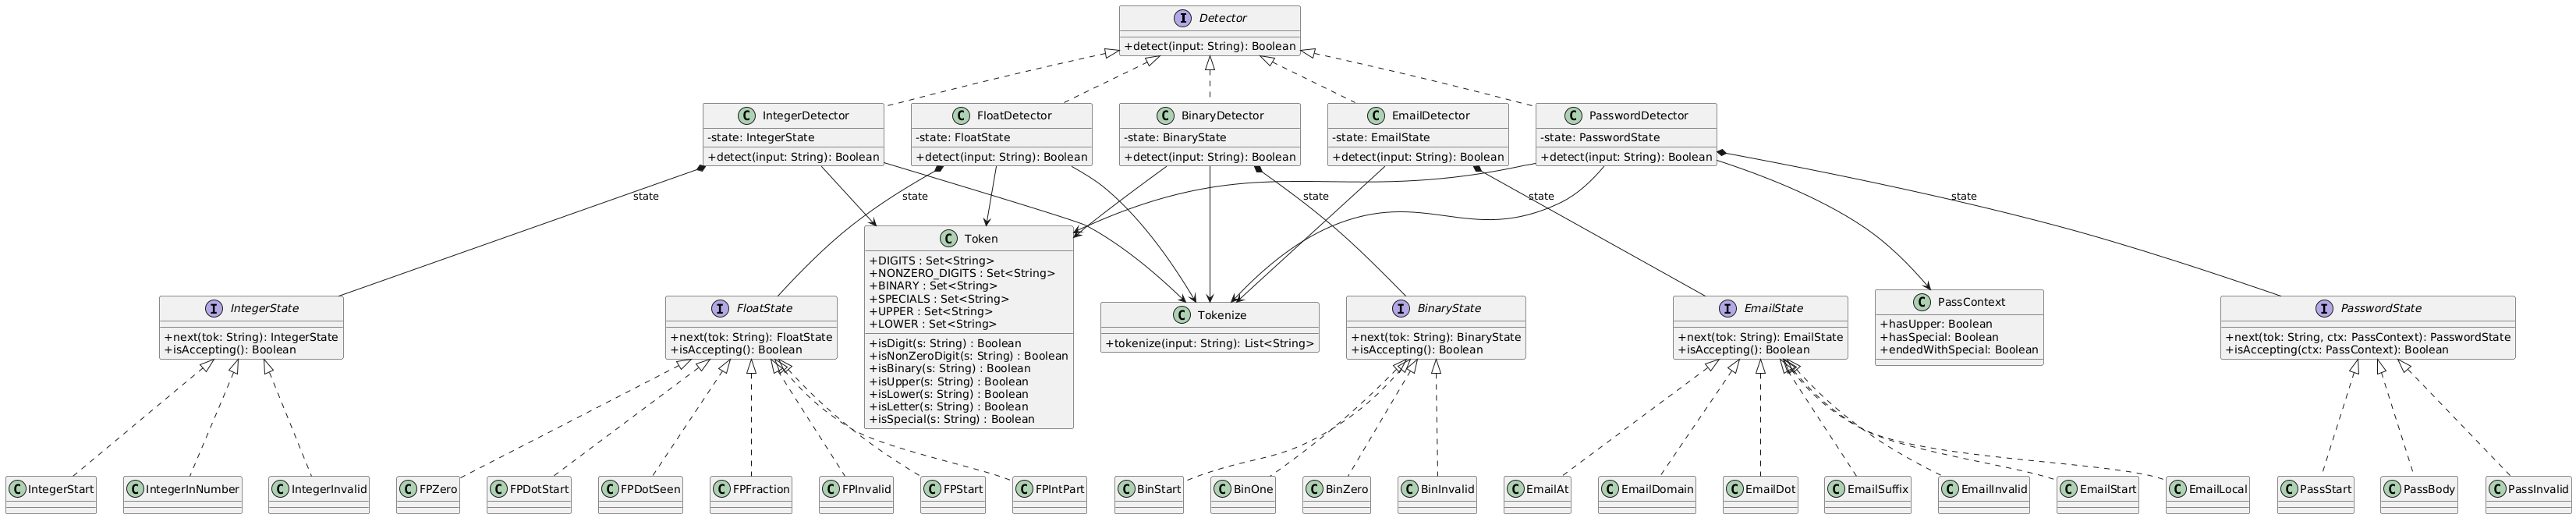 I Detector
+detect(input: String): Boolean
C IntegerDetector
-state: IntegerState
+detect(input: String): Boolean
C FloatDetector
-state: FloatState
+detect(input: String): Boolean
C BinaryDetector
-state: BinaryState
+detect(input: String): Boolean
C EmailDetector
-state: EmailState
+detect(input: String): Boolean
C PasswordDetector
-state: PasswordState
+detect(input: String): Boolean
state
state
state
state
state
C Token
+DIGITS : Set<String>
+NONZERO_DIGITS : Set<String>
+BINARY : Set<String>
+SPECIALS : Set<String>
+UPPER : Set<String>
+LOWER : Set<String>
+isDigit(s: String) : Boolean
+isNonZeroDigit(s: String) : Boolean
+isBinary(s: String) : Boolean
+isUpper(s: String) : Boolean
+isLower(s: String) : Boolean
+isLetter(s: String) : Boolean
+isSpecial(s: String) : Boolean
I IntegerState
+next(tok: String): IntegerState
+isAccepting(): Boolean
I FloatState
+next(tok: String): FloatState
+isAccepting(): Boolean
C Tokenize
+tokenize(input: String): List<String>
I BinaryState
+next(tok: String): BinaryState
+isAccepting(): Boolean
I EmailState
+next(tok: String): EmailState
+isAccepting(): Boolean
C PassContext
+hasUpper: Boolean
+hasSpecial: Boolean
+endedWithSpecial: Boolean
I PasswordState
+next(tok: String, ctx: PassContext): PasswordState
+isAccepting(ctx: PassContext): Boolean
C IntegerStart
C IntegerInNumber
C IntegerInvalid
C FPZero
C FPDotStart
C FPDotSeen
C FPFraction
C FPInvalid
C FPStart
C FPIntPart
C BinStart
C BinOne
C BinZero
C BinInvalid
C EmailAt
C EmailDomain
C EmailDot
C EmailSuffix
C EmailInvalid
C EmailStart
C EmailLocal
C PassStart
C PassBody
C PassInvalid